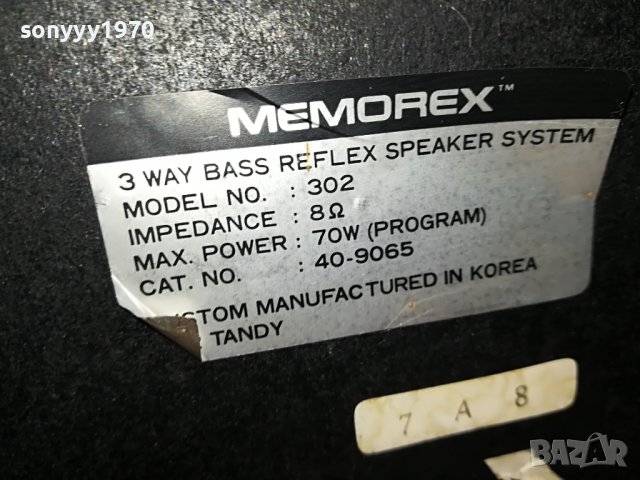 sonyyy1970
MEMOREX™
3 WAY BASS REFLEX SPEAKER SYSTEM
MODEL NO. : 302
IMPEDANCE : 8Ω
MAX. POWER : 70W (PROGRAM)
CAT. NO. : 40-9065
STOM MANUFACTURED IN KOREA
TANDY
7 A 8
BAZAR